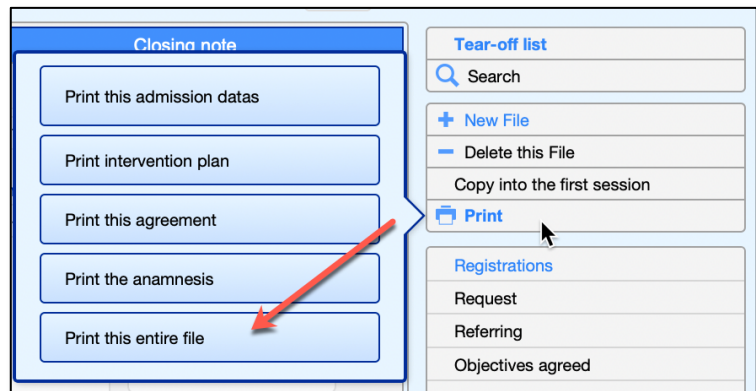 Closing note
Print this admission datas
Print intervention plan
Print this agreement
Print the anamnesis
Print this entire file
Tear-off list
Search
New File
Delete this File
Copy into the first session
Print
Registrations
Request
Referring
Objectives agreed